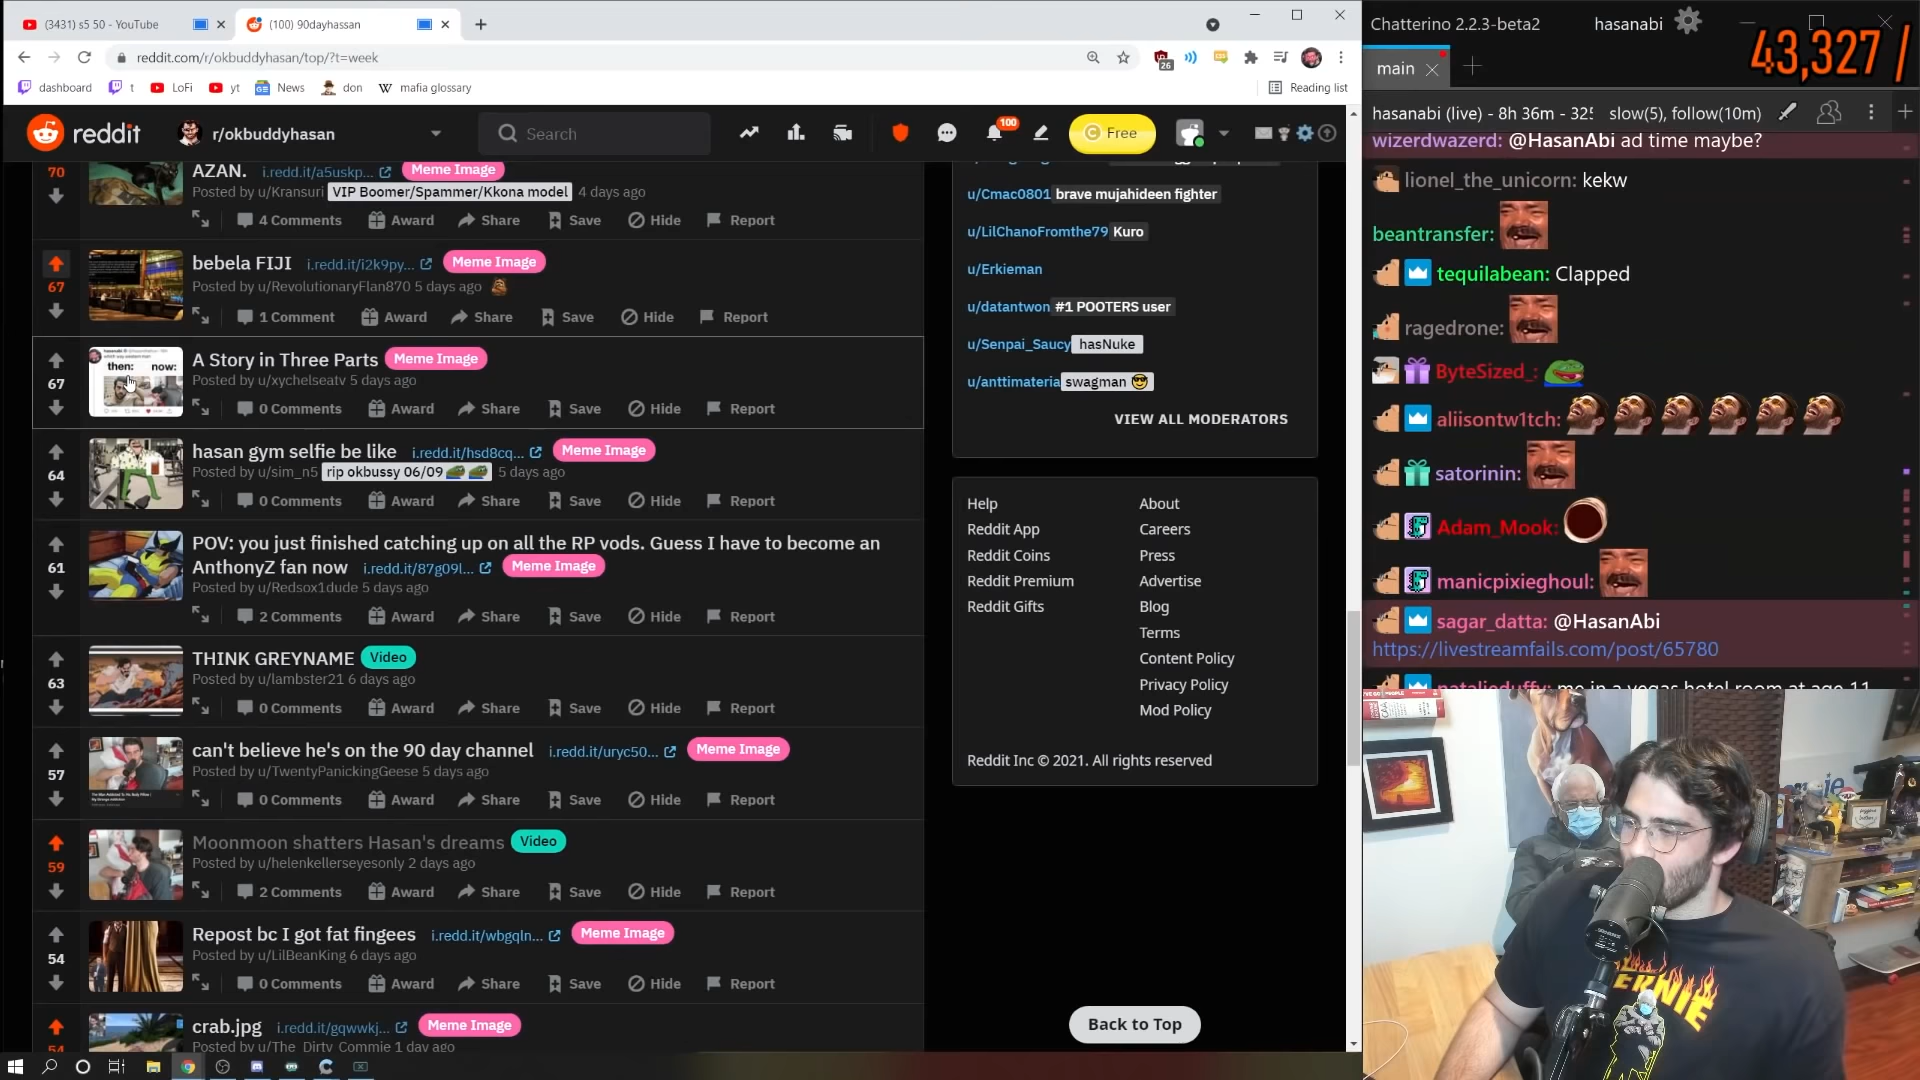 (3431) s5 50 - YouTube
(100) 90dayhassan
reddit.com/r/okbuddyhasan/top/?t=week
26
dashboard
t
LoFi
yt
News
don
mafia glossary
Reading list
reddit
r/okbuddyhasan
Search
100
Free
70
AZAN. i.redd.it/a5uskp... Meme Image
Posted by u/Kransuri VIP Boomer/Spammer/Kkona model 4 days ago
4 Comments Award Share Save Hide Report
67
bebela FIJI i.redd.it/i2k9py... Meme Image
Posted by u/RevolutionaryFlan870 5 days ago
1 Comment Award Share Save Hide Report
67
then: now:
A Story in Three Parts Meme Image
Posted by u/xychelseatv 5 days ago
0 Comments Award Share Save Hide Report
64
hasan gym selfie be like i.redd.it/hsd8cq... Meme Image
Posted by u/sim_n5 rip okbussy 06/09 5 days ago
0 Comments Award Share Save Hide Report
61
POV: you just finished catching up on all the RP vods. Guess I have to become an
AnthonyZ fan now i.redd.it/87g09l... Meme Image
Posted by u/Redsox1dude 5 days ago
2 Comments Award Share Save Hide Report
63
THINK GREYNAME Video
Posted by u/lambster21 6 days ago
0 Comments Award Share Save Hide Report
57
can't believe he's on the 90 day channel i.redd.it/uryc50... Meme Image
Posted by u/TwentyPanickingGeese 5 days ago
0 Comments Award Share Save Hide Report
59
Moonmoon shatters Hasan's dreams Video
Posted by u/helenkellerseyesonly 2 days ago
2 Comments Award Share Save Hide Report
54
Repost bc I got fat fingees i.redd.it/wbgqln... Meme Image
Posted by u/LilBeanKing 6 days ago
0 Comments Award Share Save Hide Report
54
crab.jpg i.redd.it/gqwwkj... Meme Image
Posted by u/The_Dirty_Commie 1 day ago
u/Cmac0801 brave mujahideen fighter
u/LilChanoFromthe79 Kuro
u/Erkieman
u/datantwon #1 POOTERS user
u/Senpai_Saucy hasNuke
u/anttimateria swagman
VIEW ALL MODERATORS
Help
Reddit App
Reddit Coins
Reddit Premium
Reddit Gifts
About
Careers
Press
Advertise
Blog
Terms
Content Policy
Privacy Policy
Mod Policy
Reddit Inc © 2021. All rights reserved
Back to Top
Chatterino 2.2.3-beta2
hasanabi
43,327 /
main
hasanabi (live) - 8h 36m - 325 slow(5), follow(10m)
wizerdwazerd: @HasanAbi ad time maybe?
lionel_the_unicorn: kekw
beantransfer:
tequilabean: Clapped
ragedrone:
ByteSized_:
aliisontw1tch:
satorinin:
Adam_Mook:
manicpixieghoul:
sagar_datta: @HasanAbi
https://livestreamfails.com/post/65780
natalieduffy: me in a vegas hotel room at age 11
BERNIE